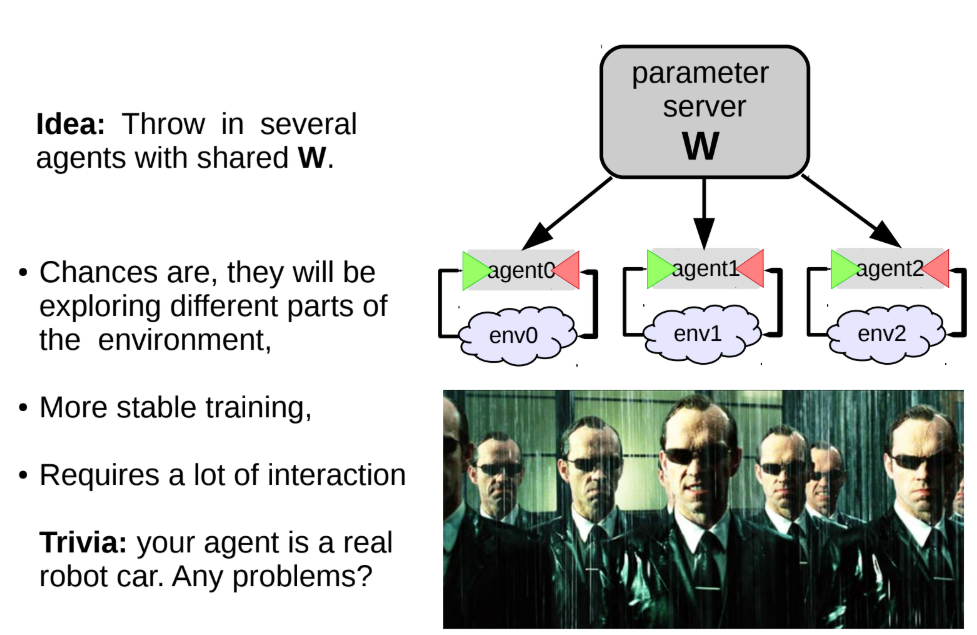 Idea: Throw in several
agents with shared W.
Chances are, they will be
exploring different parts of
the environment,
More stable training,
Requires a lot of interaction
Trivia: your agent is a real
robot car. Any problems?
parameter
server
W
agent0
agent1
agent2
env0
env1
env2